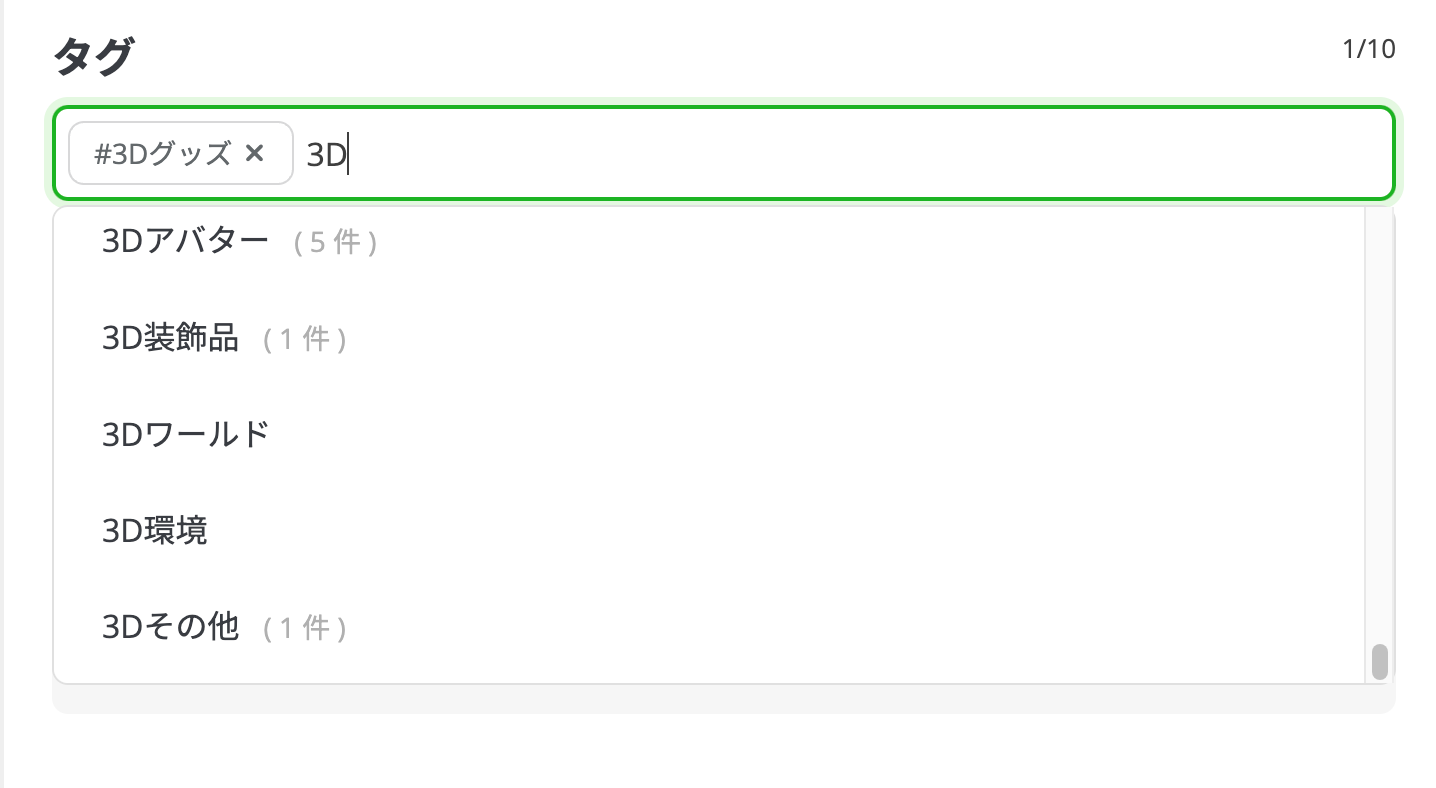 タグ
1/10
#3Dグッズ × 3D
3Dアバター ( 5 件 )
3D装飾品 ( 1 件 )
3Dワールド
3D環境
3Dその他 ( 1 件 )